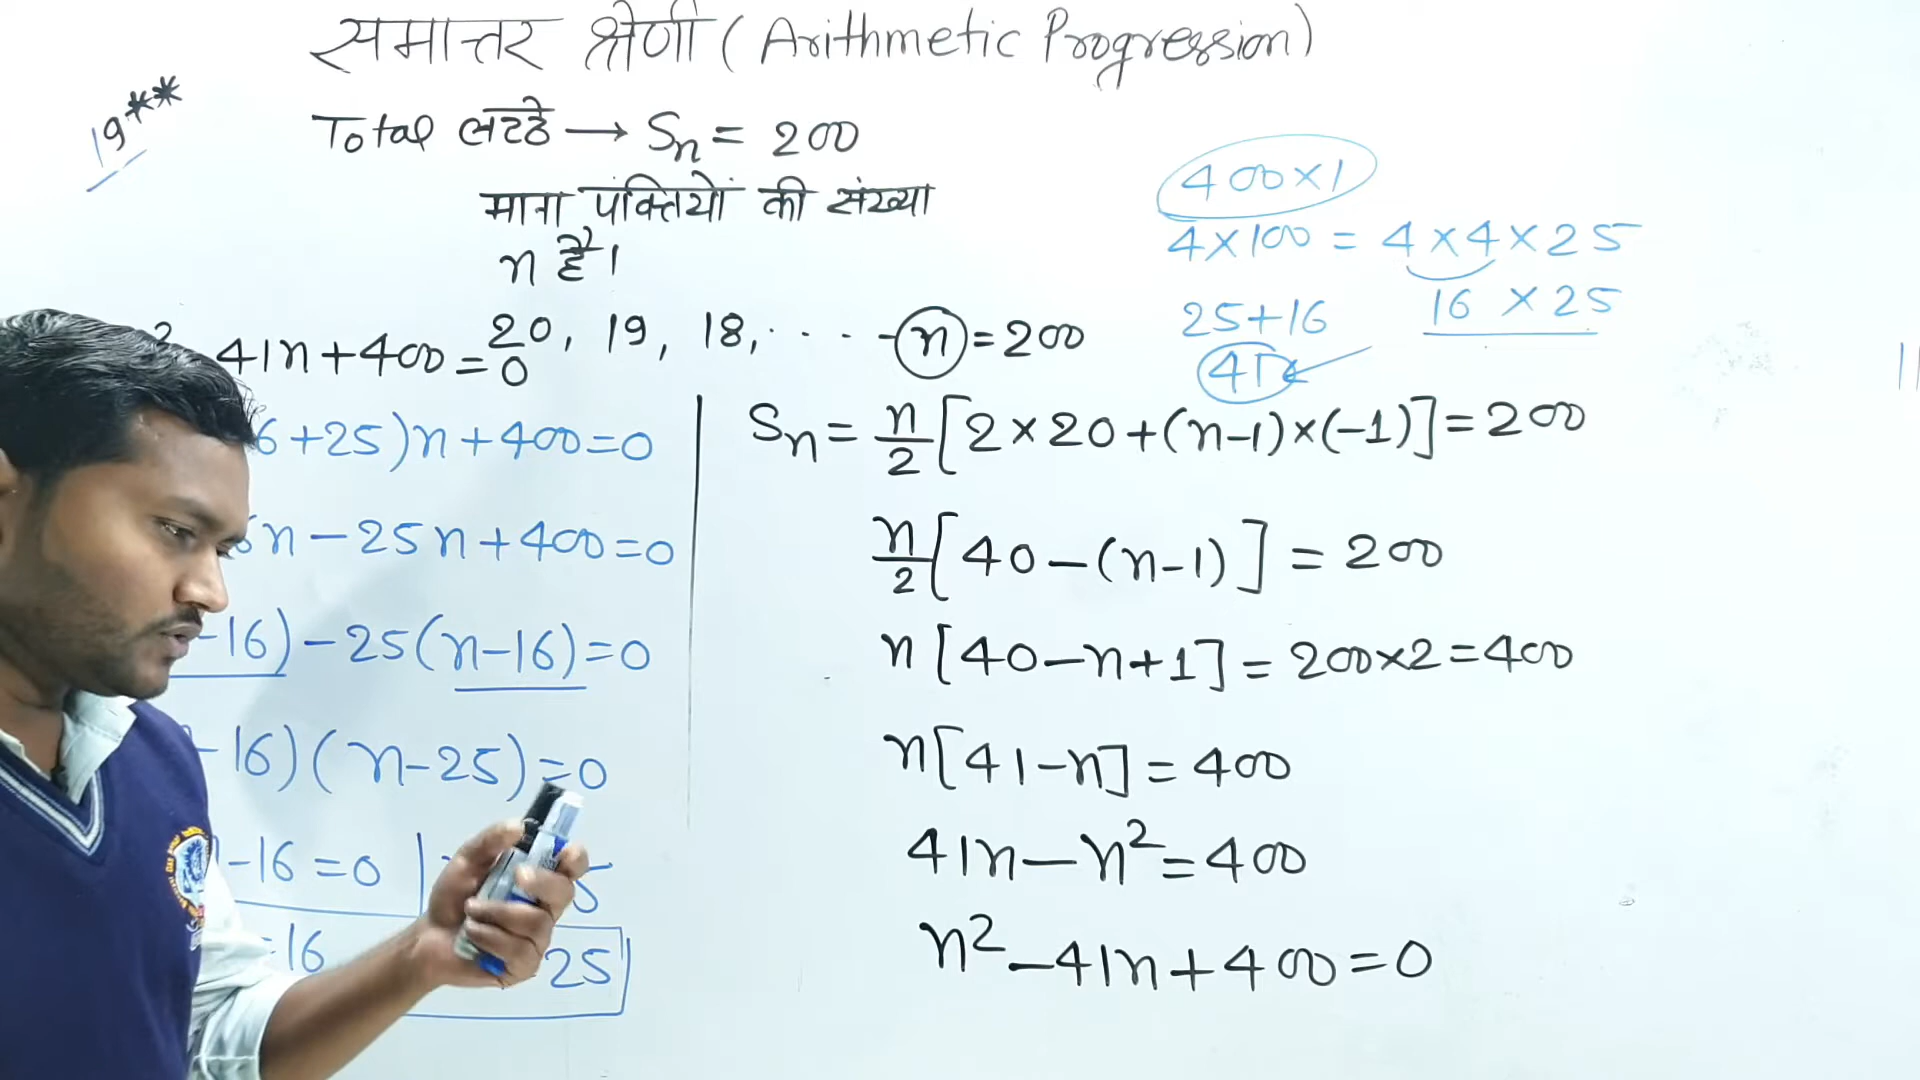 समान्तर श्रेणी (Arithmetic Progression)
19**
Total लट्ठे → Sn = 200
माना पंक्तियों की संख्या
n है।
20, 19, 18, . . . . - n = 200
400×1
4×100 = 4×4×25
16 × 25
25+16
41
41n+400=0
6+25)n+400=0
n-25n+400=0
-16)-25(n-16)=0
-16)(n-25)=0
-16=0
=16
25
Sn = n/2 [2×20+(n-1)×(-1)]=200
n/2 [40-(n-1)] = 200
n [40-n+1] = 200×2=400
n[41-n] = 400
41n-n²=400
n²-41n+400=0